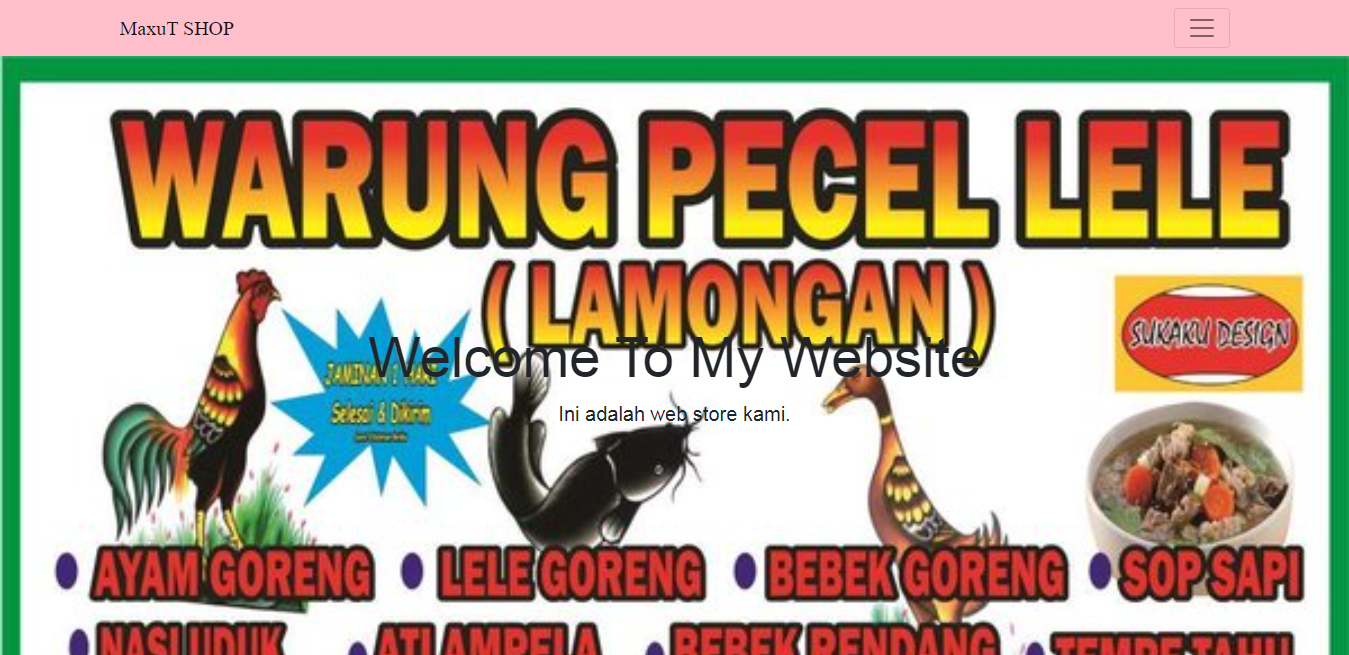 MaxuT SHOP
WARUNG PECEL LELE
( LAMONGAN )
SUKAKU DESIGN
Welcome To My Website
JAMINAN 1 HARI
Selesai & Dikirim
Ini adalah web store kami.
AYAM GORENG
LELE GORENG
BEBEK GORENG
SOP SAPI
NASI UDUK
ATI AMPELA
BEBEK RENDANG
TEMPE TAHU